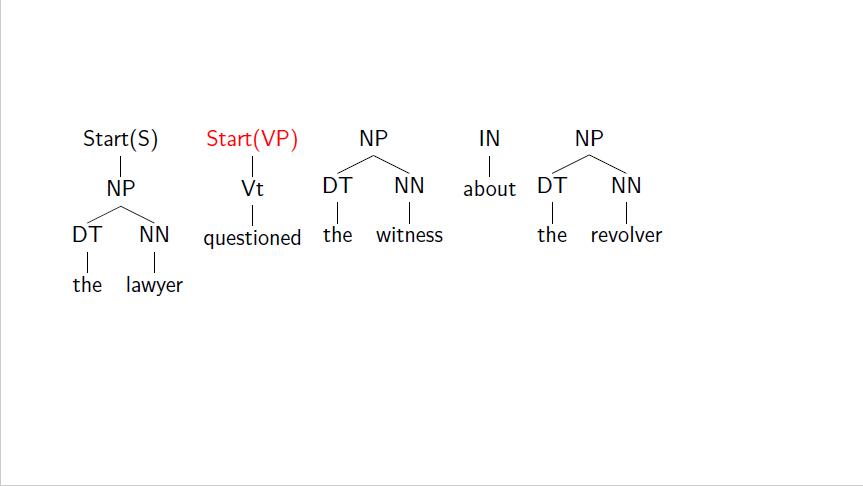 Start(S) Start(VP) NP IN NP
NP Vt DT NN about DT NN
DT NN questioned the witness the revolver
the lawyer